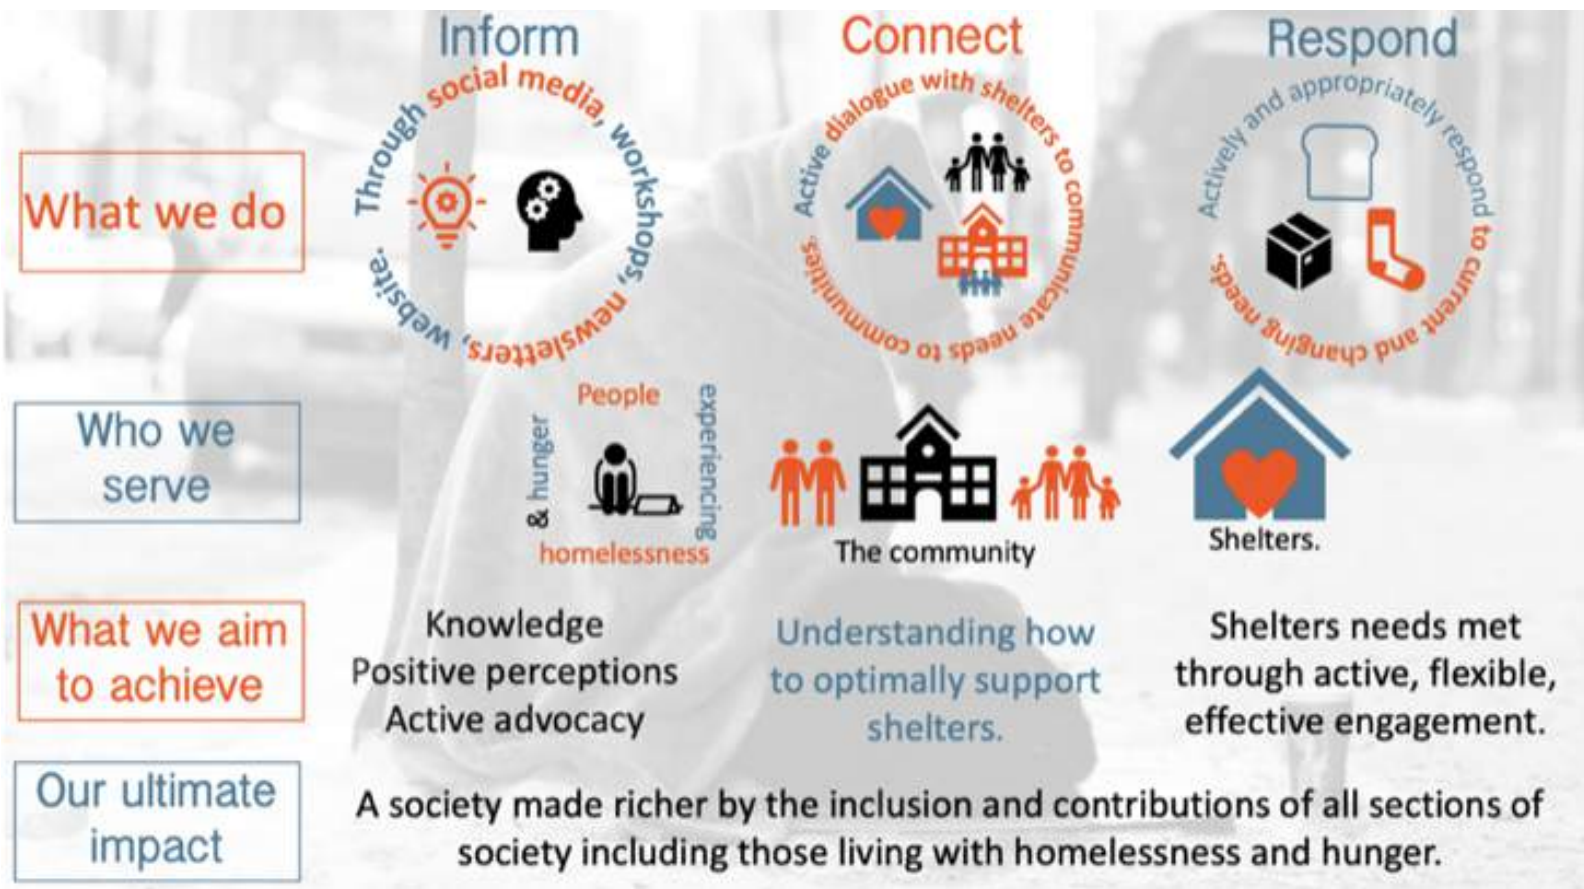 Inform
Connect
Respond
What we do
Through social media, workshops, newsletters, website.
Active dialogue with shelters to communicate needs to communities.
Actively and appropriately respond to current and changing needs.
Who we
serve
People
experiencing
homelessness
& hunger
The community
Shelters.
What we aim
to achieve
Knowledge
Positive perceptions
Active advocacy
Understanding how
to optimally support
shelters.
Shelters needs met
through active, flexible,
effective engagement.
Our ultimate
impact
A society made richer by the inclusion and contributions of all sections of
society including those living with homelessness and hunger.